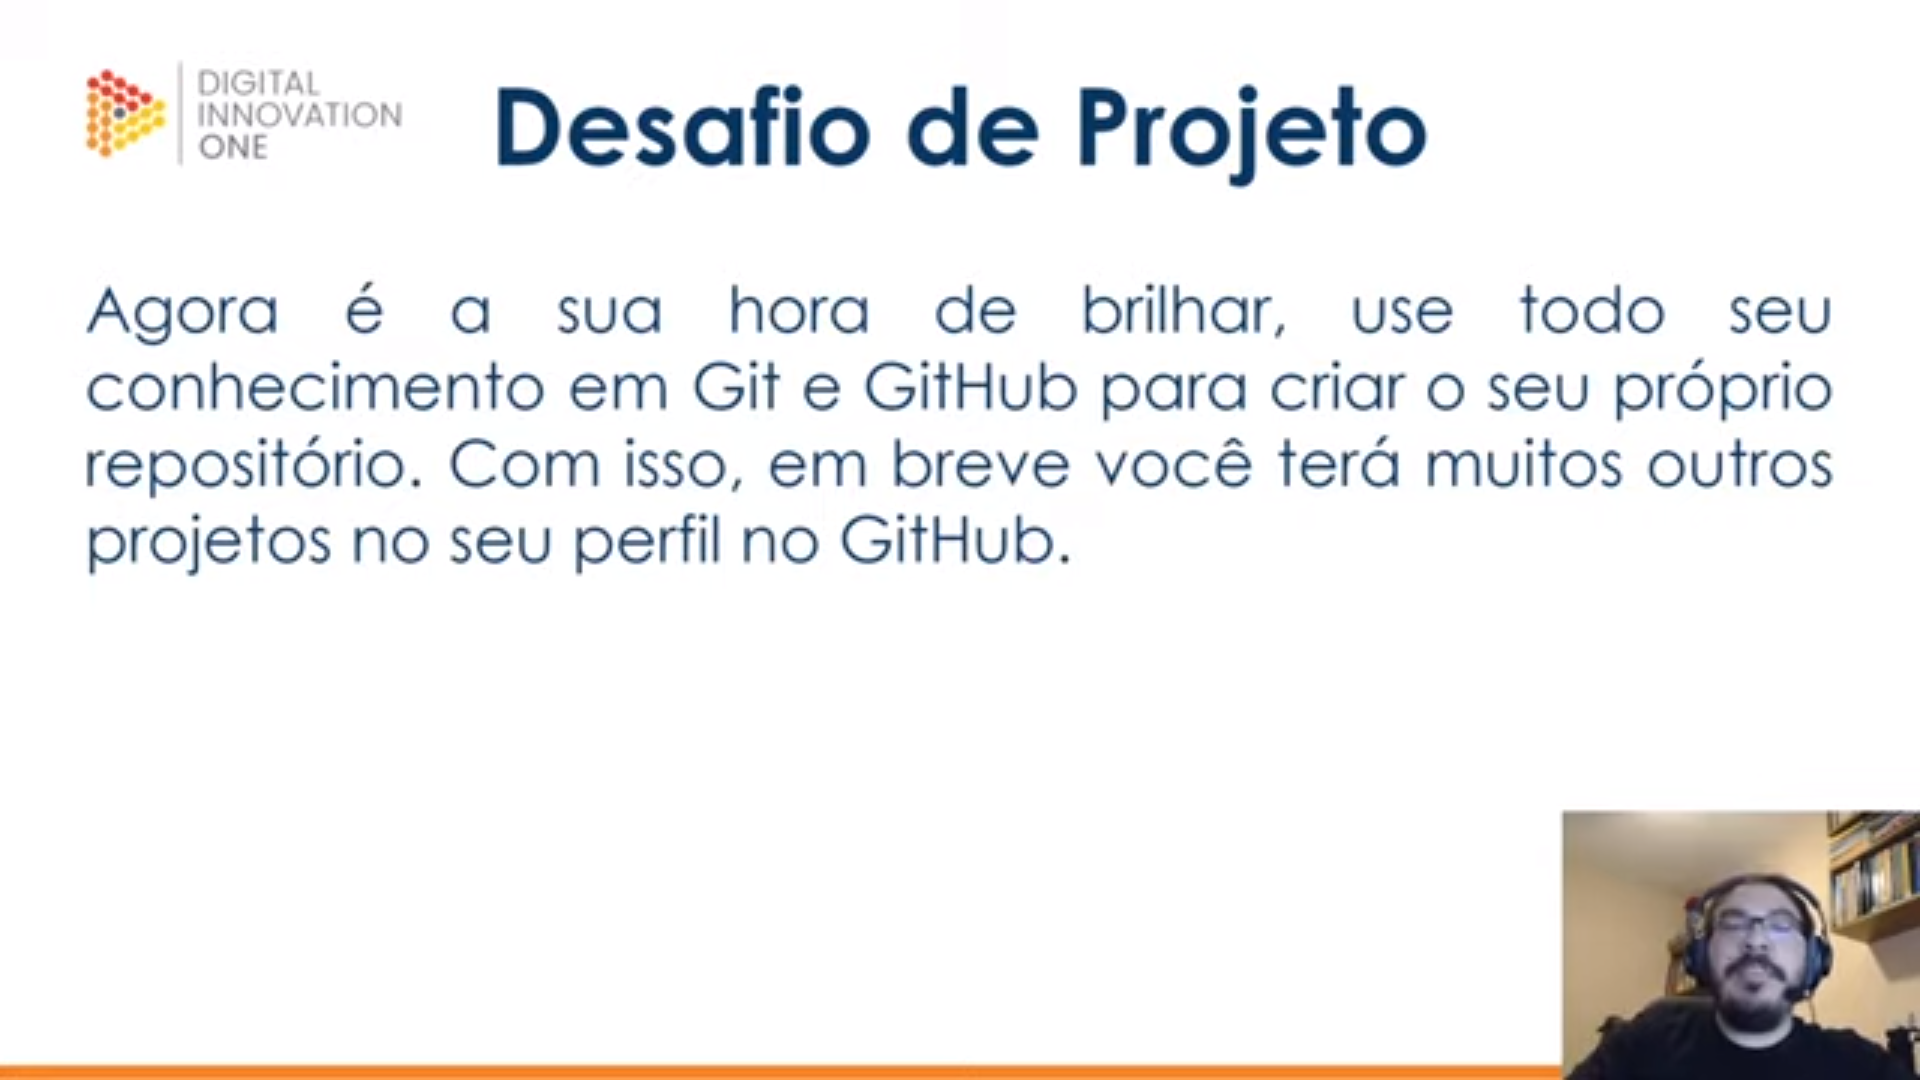 DIGITAL
INNOVATION
ONE
Desafio de Projeto
Agora é a sua hora de brilhar, use todo seu
conhecimento em Git e GitHub para criar o seu próprio
repositório. Com isso, em breve você terá muitos outros
projetos no seu perfil no GitHub.